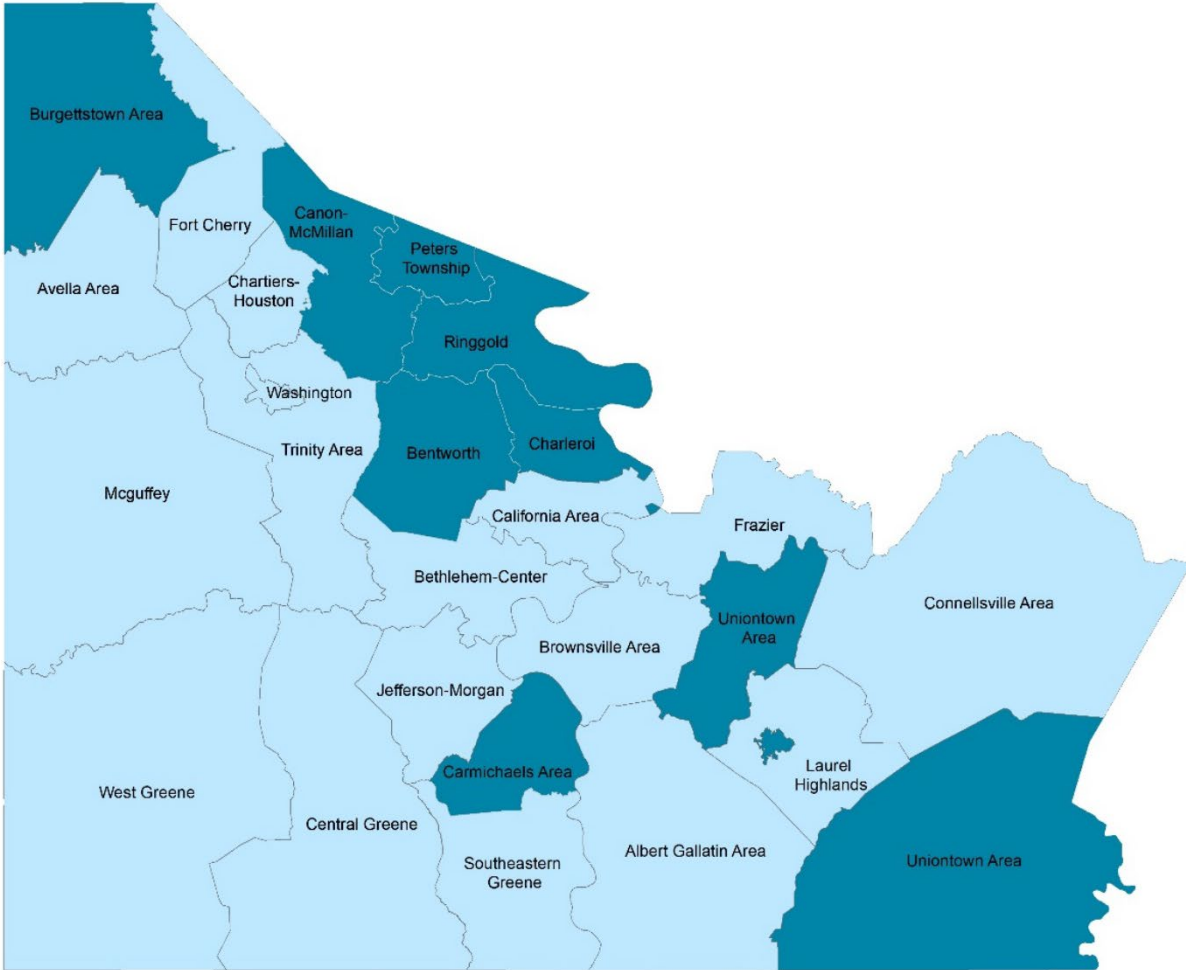 Burgettstown Area
Fort Cherry
Canon-
McMillan
Peters
Township
Avella Area
Chartiers-
Houston
Ringgold
Washington
Trinity Area
Bentworth
Charleroi
Mcguffey
California Area
Frazier
Bethlehem-Center
Connellsville Area
Uniontown
Area
Brownsville Area
Jefferson-Morgan
Carmichaels Area
Laurel
Highlands
West Greene
Central Greene
Albert Gallatin Area
Southeastern
Greene
Uniontown Area